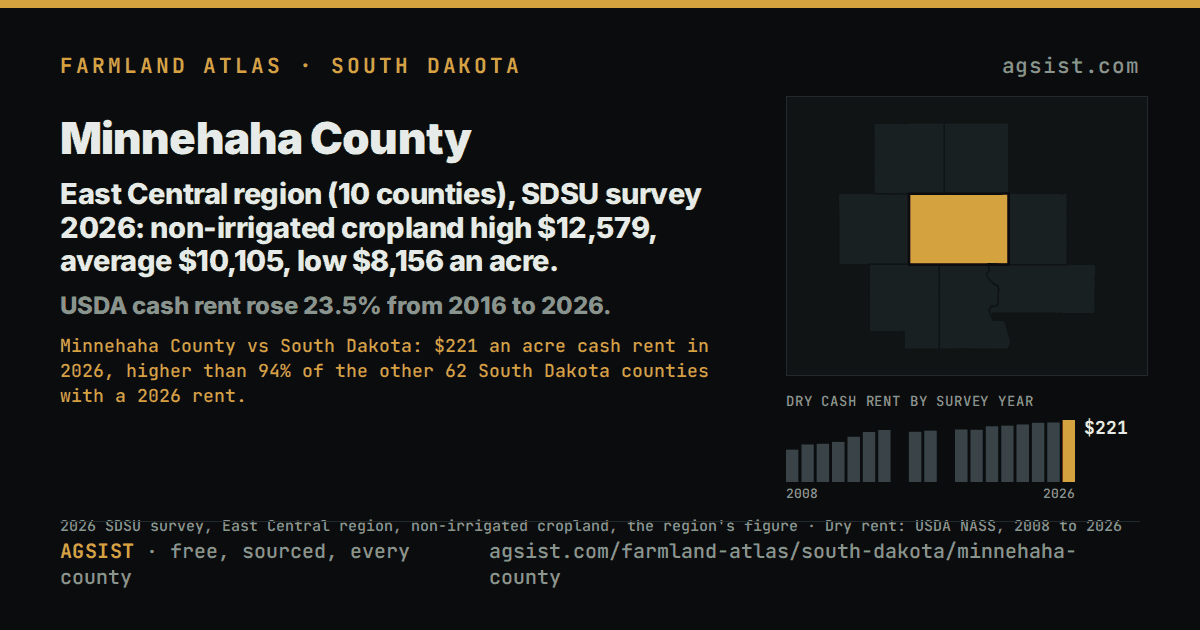 FARMLAND ATLAS · SOUTH DAKOTA
agsist.com
Minnehaha County
East Central region (10 counties), SDSU survey
2026: non-irrigated cropland high $12,579,
average $10,105, low $8,156 an acre.
USDA cash rent rose 23.5% from 2016 to 2026.
Minnehaha County vs South Dakota: $221 an acre cash rent in
2026, higher than 94% of the other 62 South Dakota counties
with a 2026 rent.
DRY CASH RENT BY SURVEY YEAR
$221
2008
2026
2026 SDSU survey, East Central region, non-irrigated cropland, the region's figure · Dry rent: USDA NASS, 2008 to 2026
AGSIST · free, sourced, every
county
agsist.com/farmland-atlas/south-dakota/minnehaha-
county